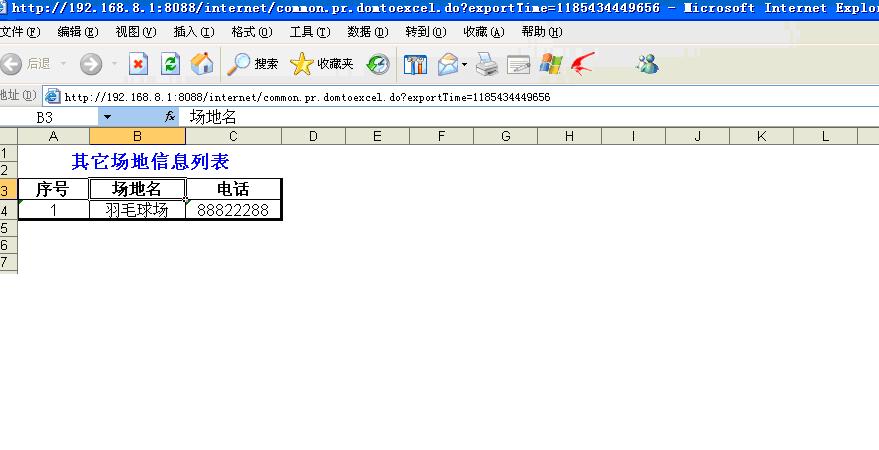 http://192.168.8.1:8088/internet/common.pr.domtoexcel.do?exportTime=1185434449656 - Microsoft Internet Explor
文件(F) 编辑(E) 视图(V) 插入(I) 格式(O) 工具(T) 数据(D) 转到(G) 收藏(A) 帮助(H)
后退 搜索 收藏夹
地址(D) http://192.168.8.1:8088/internet/common.pr.domtoexcel.do?exportTime=1185434449656
B3 fx 场地名
A B C D E F G H I J K L
1
2 其它场地信息列表
3 序号 场地名 电话
4 1 羽毛球场 88822288
5
6
7